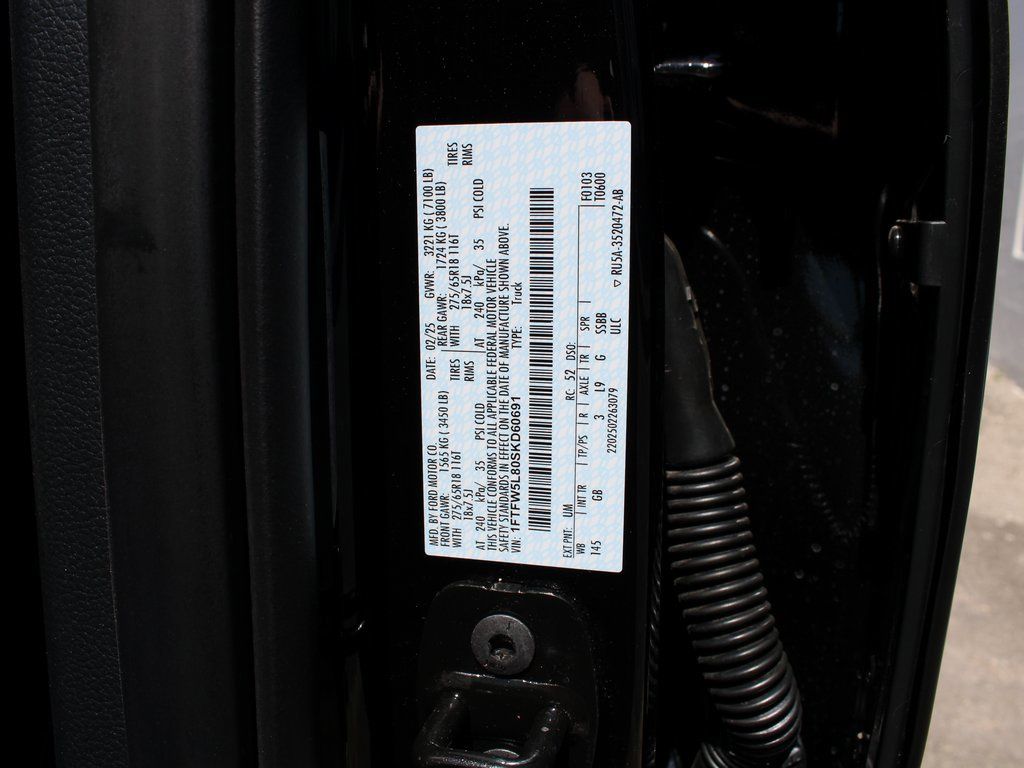 MFD. BY FORD MOTOR CO. DATE: 02/25 GVWR: 3221 KG ( 7100 LB)
FRONT GAWR: 1565 KG ( 3450 LB) REAR GAWR: 1724 KG ( 3800 LB)
WITH 275/65R18 116T TIRES WITH 275/65R18 116T TIRES
18x7.5J RIMS 18x7.5J RIMS
AT 240 kPa/ 35 PSI COLD AT 240 kPa/ 35 PSI COLD
THIS VEHICLE CONFORMS TO ALL APPLICABLE FEDERAL MOTOR VEHICLE
SAFETY STANDARDS IN EFFECT ON THE DATE OF MANUFACTURE SHOWN ABOVE.
VIN: 1FTFW5L80SKD60691 TYPE: Truck
EXT PNT: UM RC: 52 DSO: F0103
WB INT TR TP/PS R AXLE TR SPR T0600
145 GB 3 L9 G SSBB
2202502263079 ULC ▽ RU5A-3520472-AB